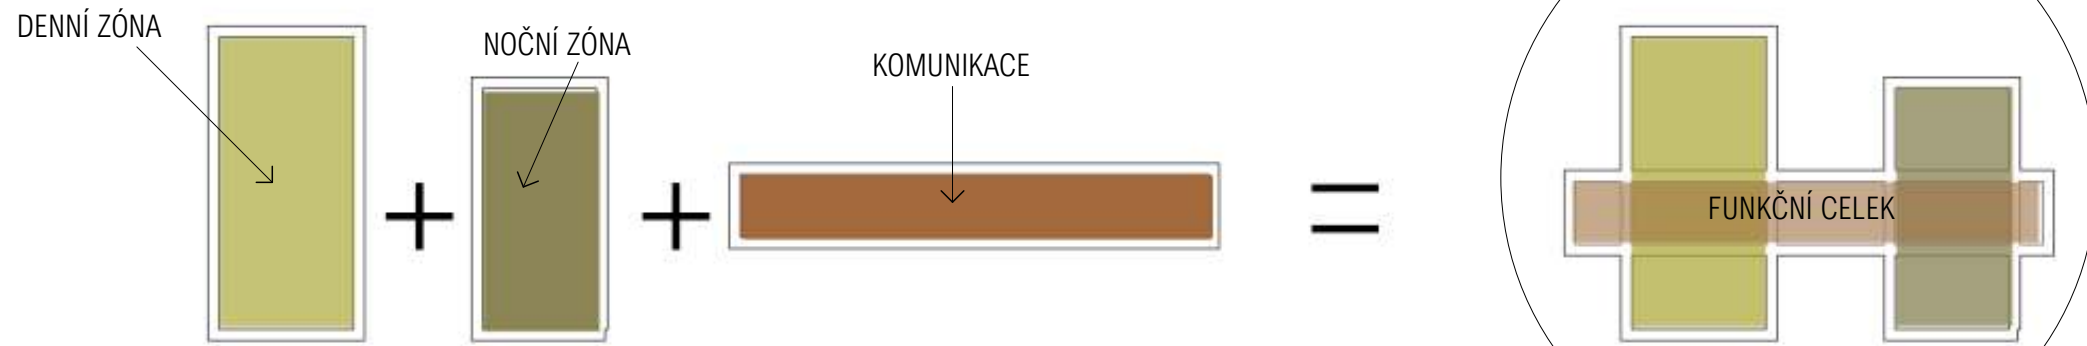 DENNÍ ZÓNA
NOČNÍ ZÓNA
KOMUNIKACE
+
+
=
FUNKČNÍ CELEK